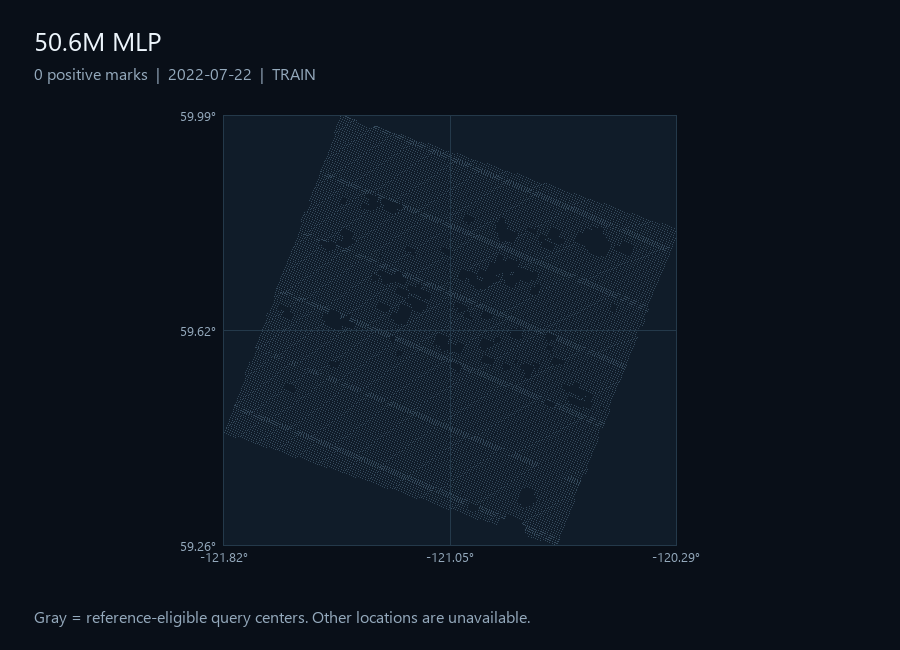 50.6M MLP
0 positive marks | 2022-07-22 | TRAIN
59.99°
59.62°
59.26°
-121.82°
-121.05°
-120.29°
Gray = reference-eligible query centers. Other locations are unavailable.